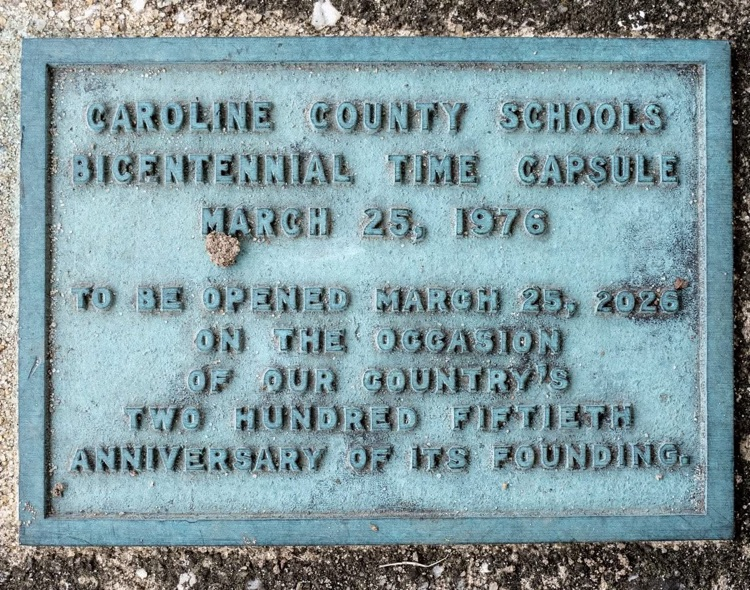 CAROLINE COUNTY SCHOOLS
BICENTENNIAL TIME CAPSULE
MARCH 25, 1976
TO BE OPENED MARCH 25, 2026
ON THE OCCASION
OF OUR COUNTRY'S
TWO HUNDRED FIFTIETH
ANNIVERSARY OF ITS FOUNDING.